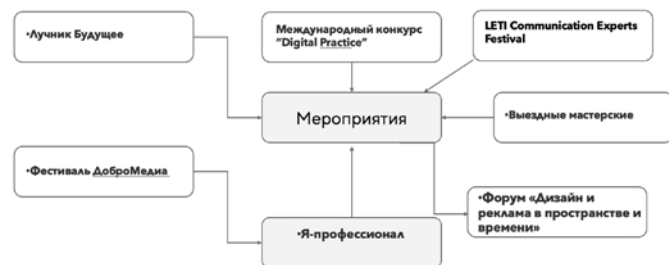 •Лучник Будущее
Международный конкурс
"Digital Practice"
LETI Communication Experts
Festival
Мероприятия
•Выездные мастерские
•Фестиваль ДоброМедиа
•Я-профессионал
•Форум «Дизайн и
реклама в пространстве и
времени»